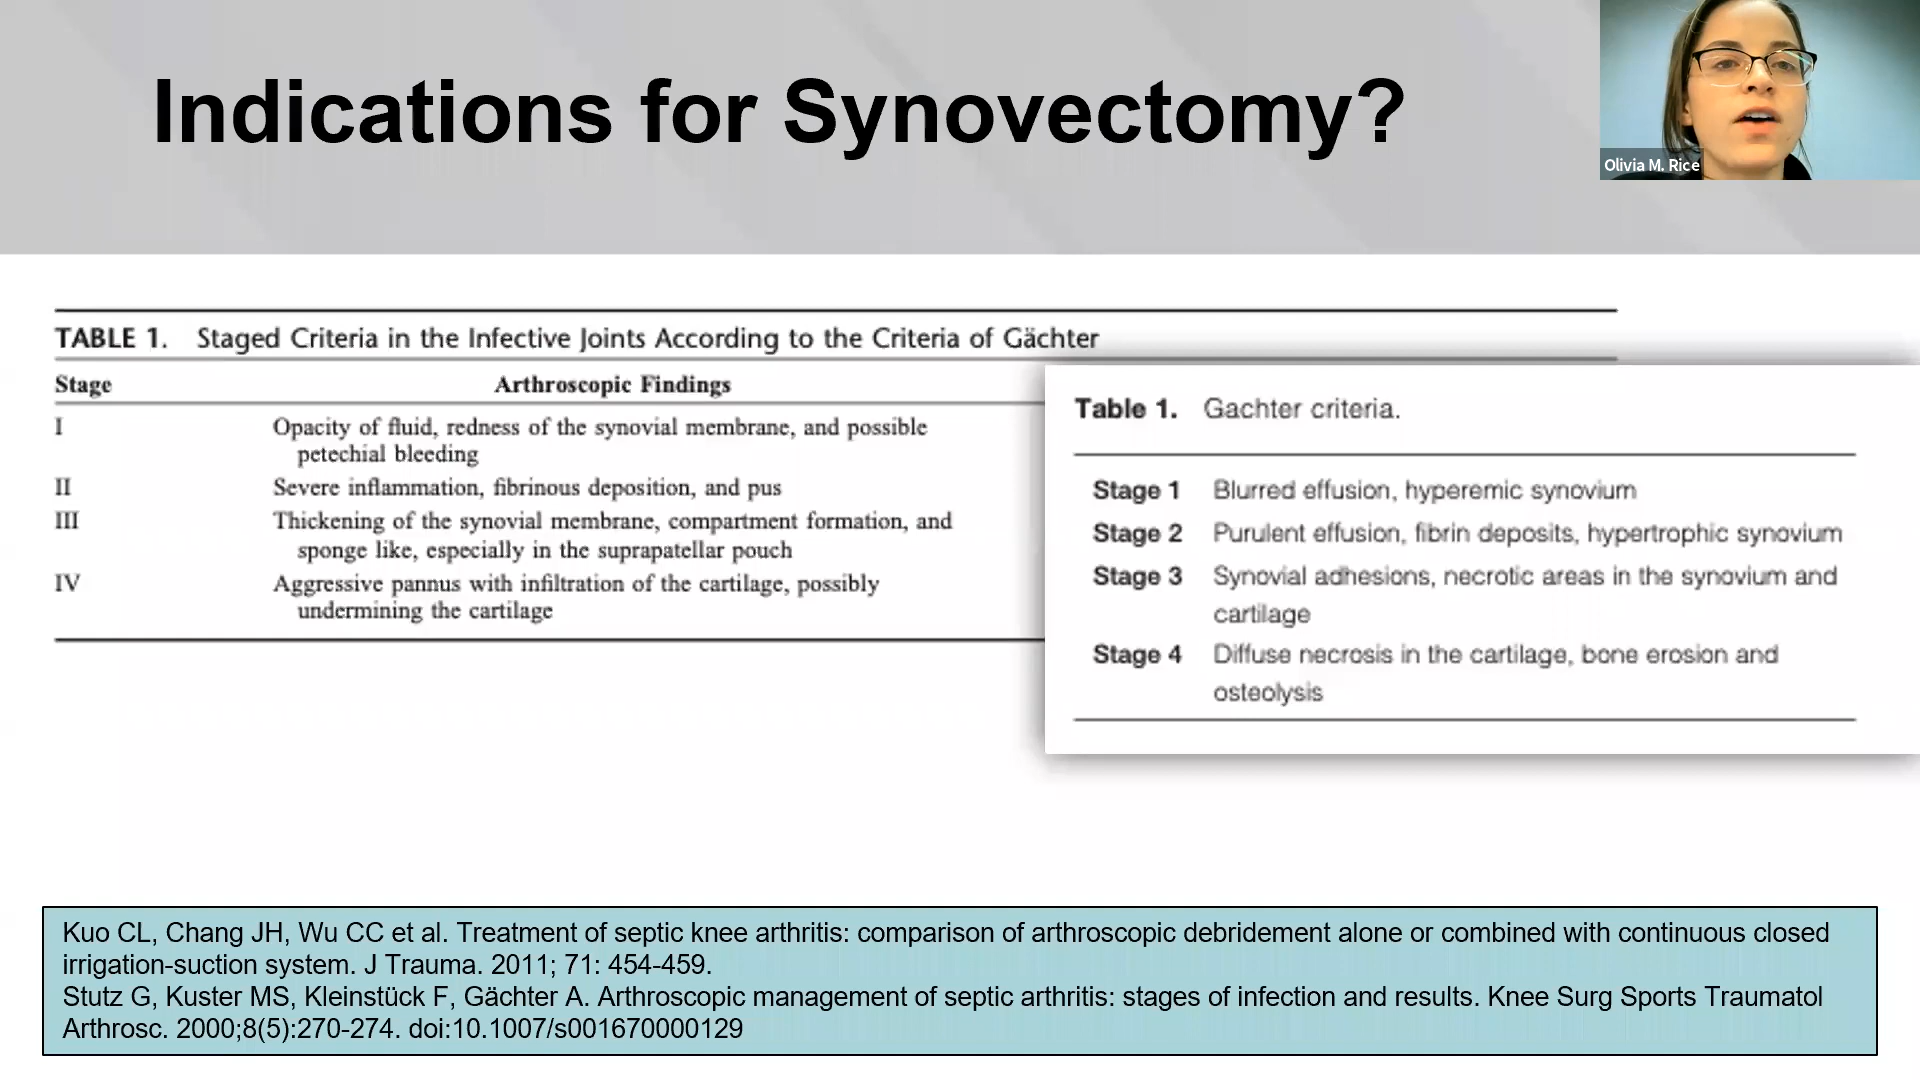 Indications for Synovectomy?
Olivia M. Rice
TABLE 1. Staged Criteria in the Infective Joints According to the Criteria of Gächter
Stage Arthroscopic Findings
I Opacity of fluid, redness of the synovial membrane, and possible
petechial bleeding
II Severe inflammation, fibrinous deposition, and pus
III Thickening of the synovial membrane, compartment formation, and
sponge like, especially in the suprapatellar pouch
IV Aggressive pannus with infiltration of the cartilage, possibly
undermining the cartilage
Table 1. Gachter criteria.
Stage 1 Blurred effusion, hyperemic synovium
Stage 2 Purulent effusion, fibrin deposits, hypertrophic synovium
Stage 3 Synovial adhesions, necrotic areas in the synovium and
cartilage
Stage 4 Diffuse necrosis in the cartilage, bone erosion and
osteolysis
Kuo CL, Chang JH, Wu CC et al. Treatment of septic knee arthritis: comparison of arthroscopic debridement alone or combined with continuous closed
irrigation-suction system. J Trauma. 2011; 71: 454-459.
Stutz G, Kuster MS, Kleinstück F, Gächter A. Arthroscopic management of septic arthritis: stages of infection and results. Knee Surg Sports Traumatol
Arthrosc. 2000;8(5):270-274. doi:10.1007/s001670000129